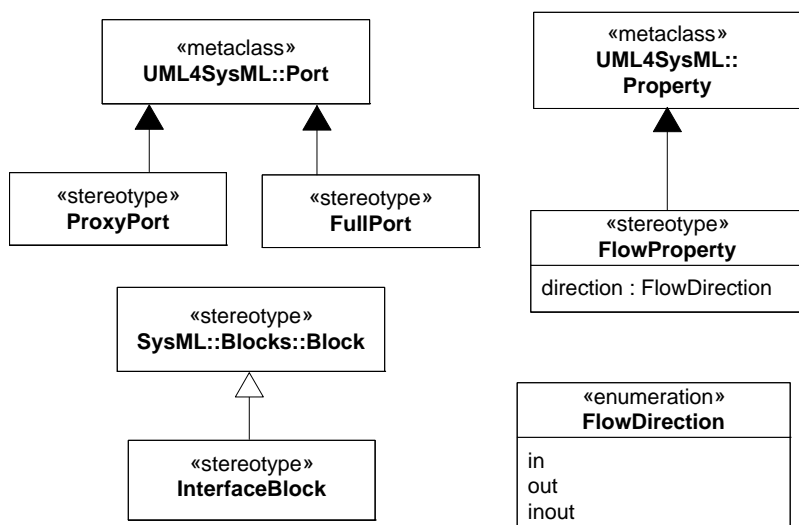 «metaclass»
UML4SysML::Port
«stereotype»
ProxyPort
«stereotype»
FullPort
«stereotype»
SysML::Blocks::Block
«stereotype»
InterfaceBlock
«metaclass»
UML4SysML::
Property
«stereotype»
FlowProperty
direction : FlowDirection
«enumeration»
FlowDirection
in
out
inout